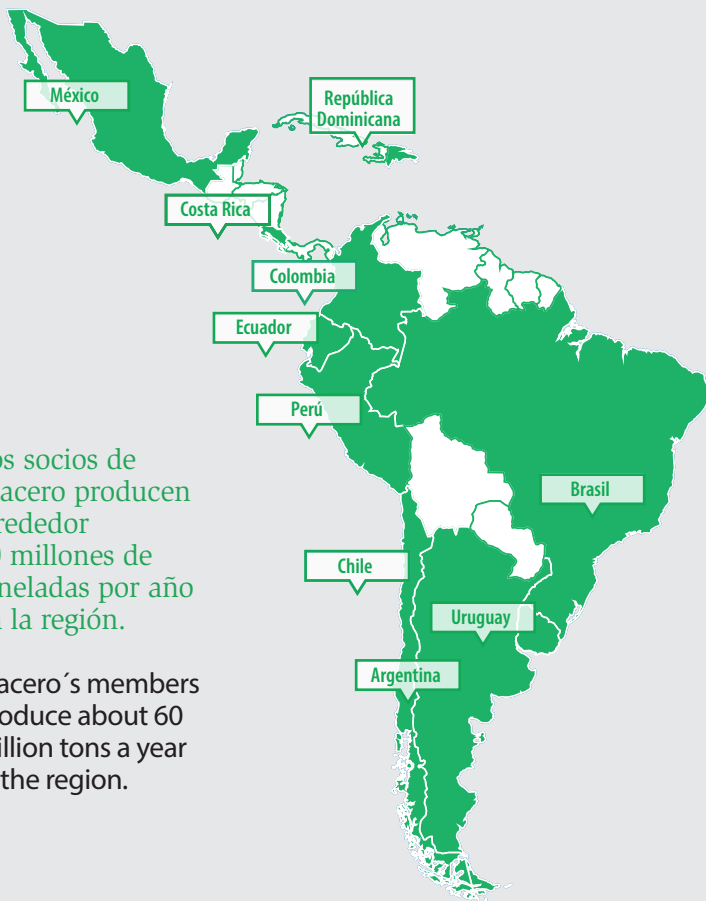 México
República
Dominicana
Costa Rica
Colombia
Ecuador
Perú
Brasil
Chile
Uruguay
Argentina
os socios de
acero producen
rededor
millones de
neladas por año
la región.
acero´s members
oduce about 60
illion tons a year
the region.